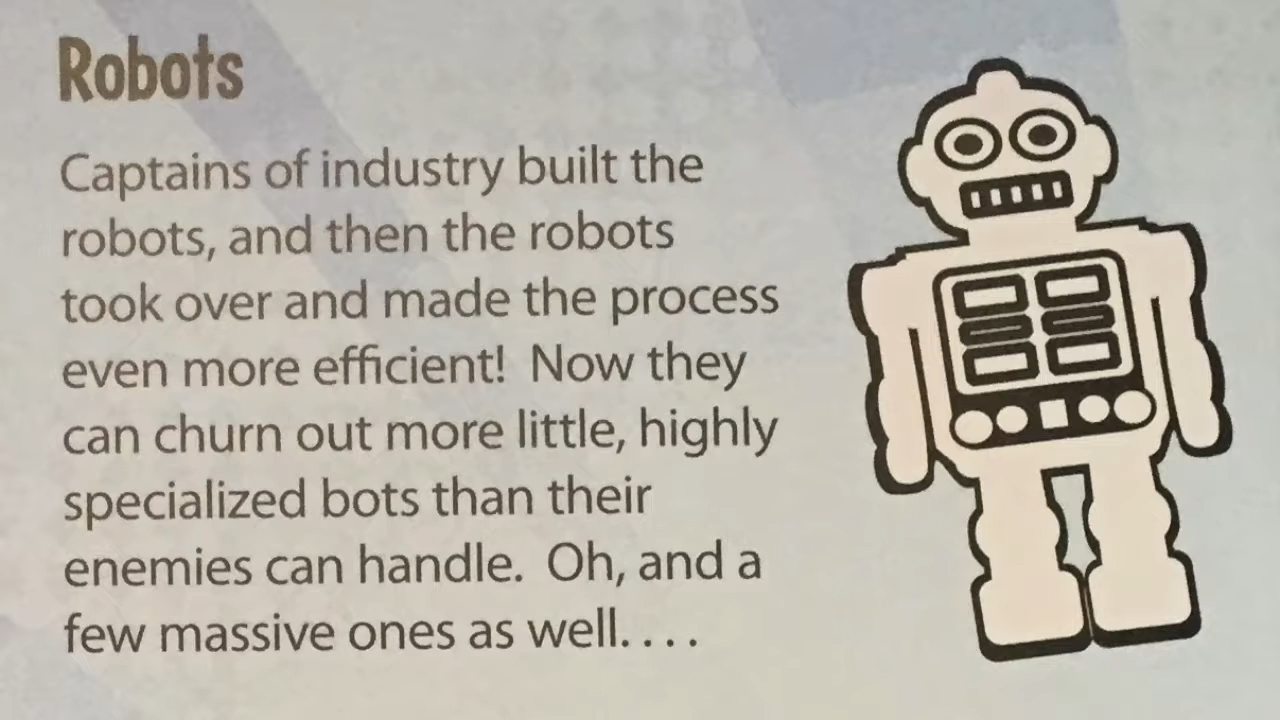 Robots
Captains of industry built the
robots, and then the robots
took over and made the process
even more efficient!  Now they
can churn out more little, highly
specialized bots than their
enemies can handle.  Oh, and a
few massive ones as well. . . .